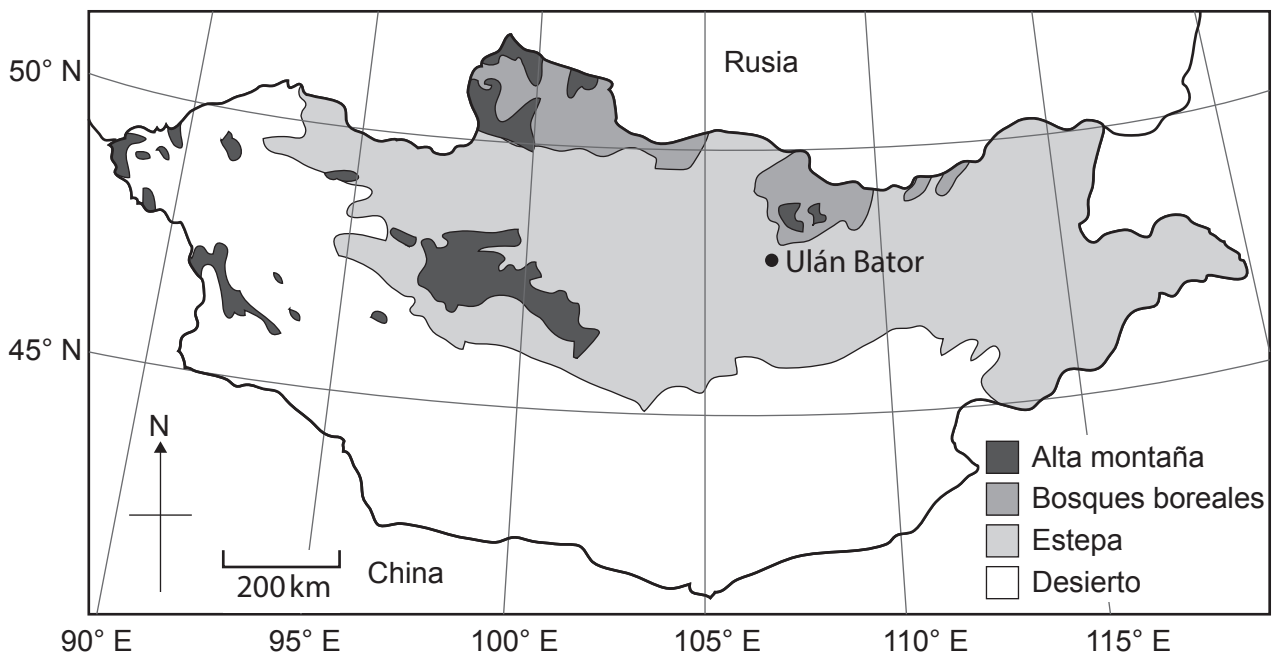 50° N
Rusia
Ulán Bator
45° N
N
Alta montaña
Bosques boreales
Estepa
Desierto
200 km
China
90° E 95° E 100° E 105° E 110° E 115° E